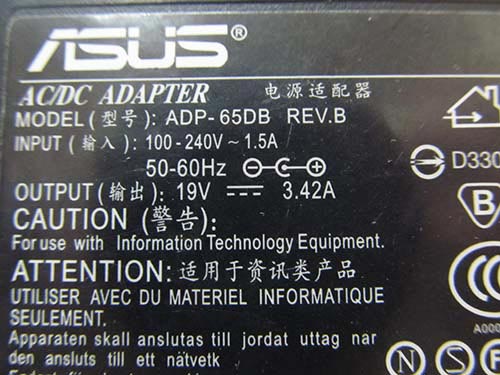 ASUS®
AC/DC ADAPTER 电源适配器
MODEL (型号): ADP-65DB REV.B
INPUT (输入): 100-240V ~ 1.5A
50-60Hz
D330
OUTPUT (输出): 19V 3.42A
CAUTION (警告):
For use with Information Technology Equipment.
ATTENTION: 适用于资讯类产品
UTILISER AVEC DU MATERIEL INFORMATIQUE
SEULEMENT.
A000
Apparaten skall anslutas till jordat uttag nar
den ansluts till ett nätvetk
N S F